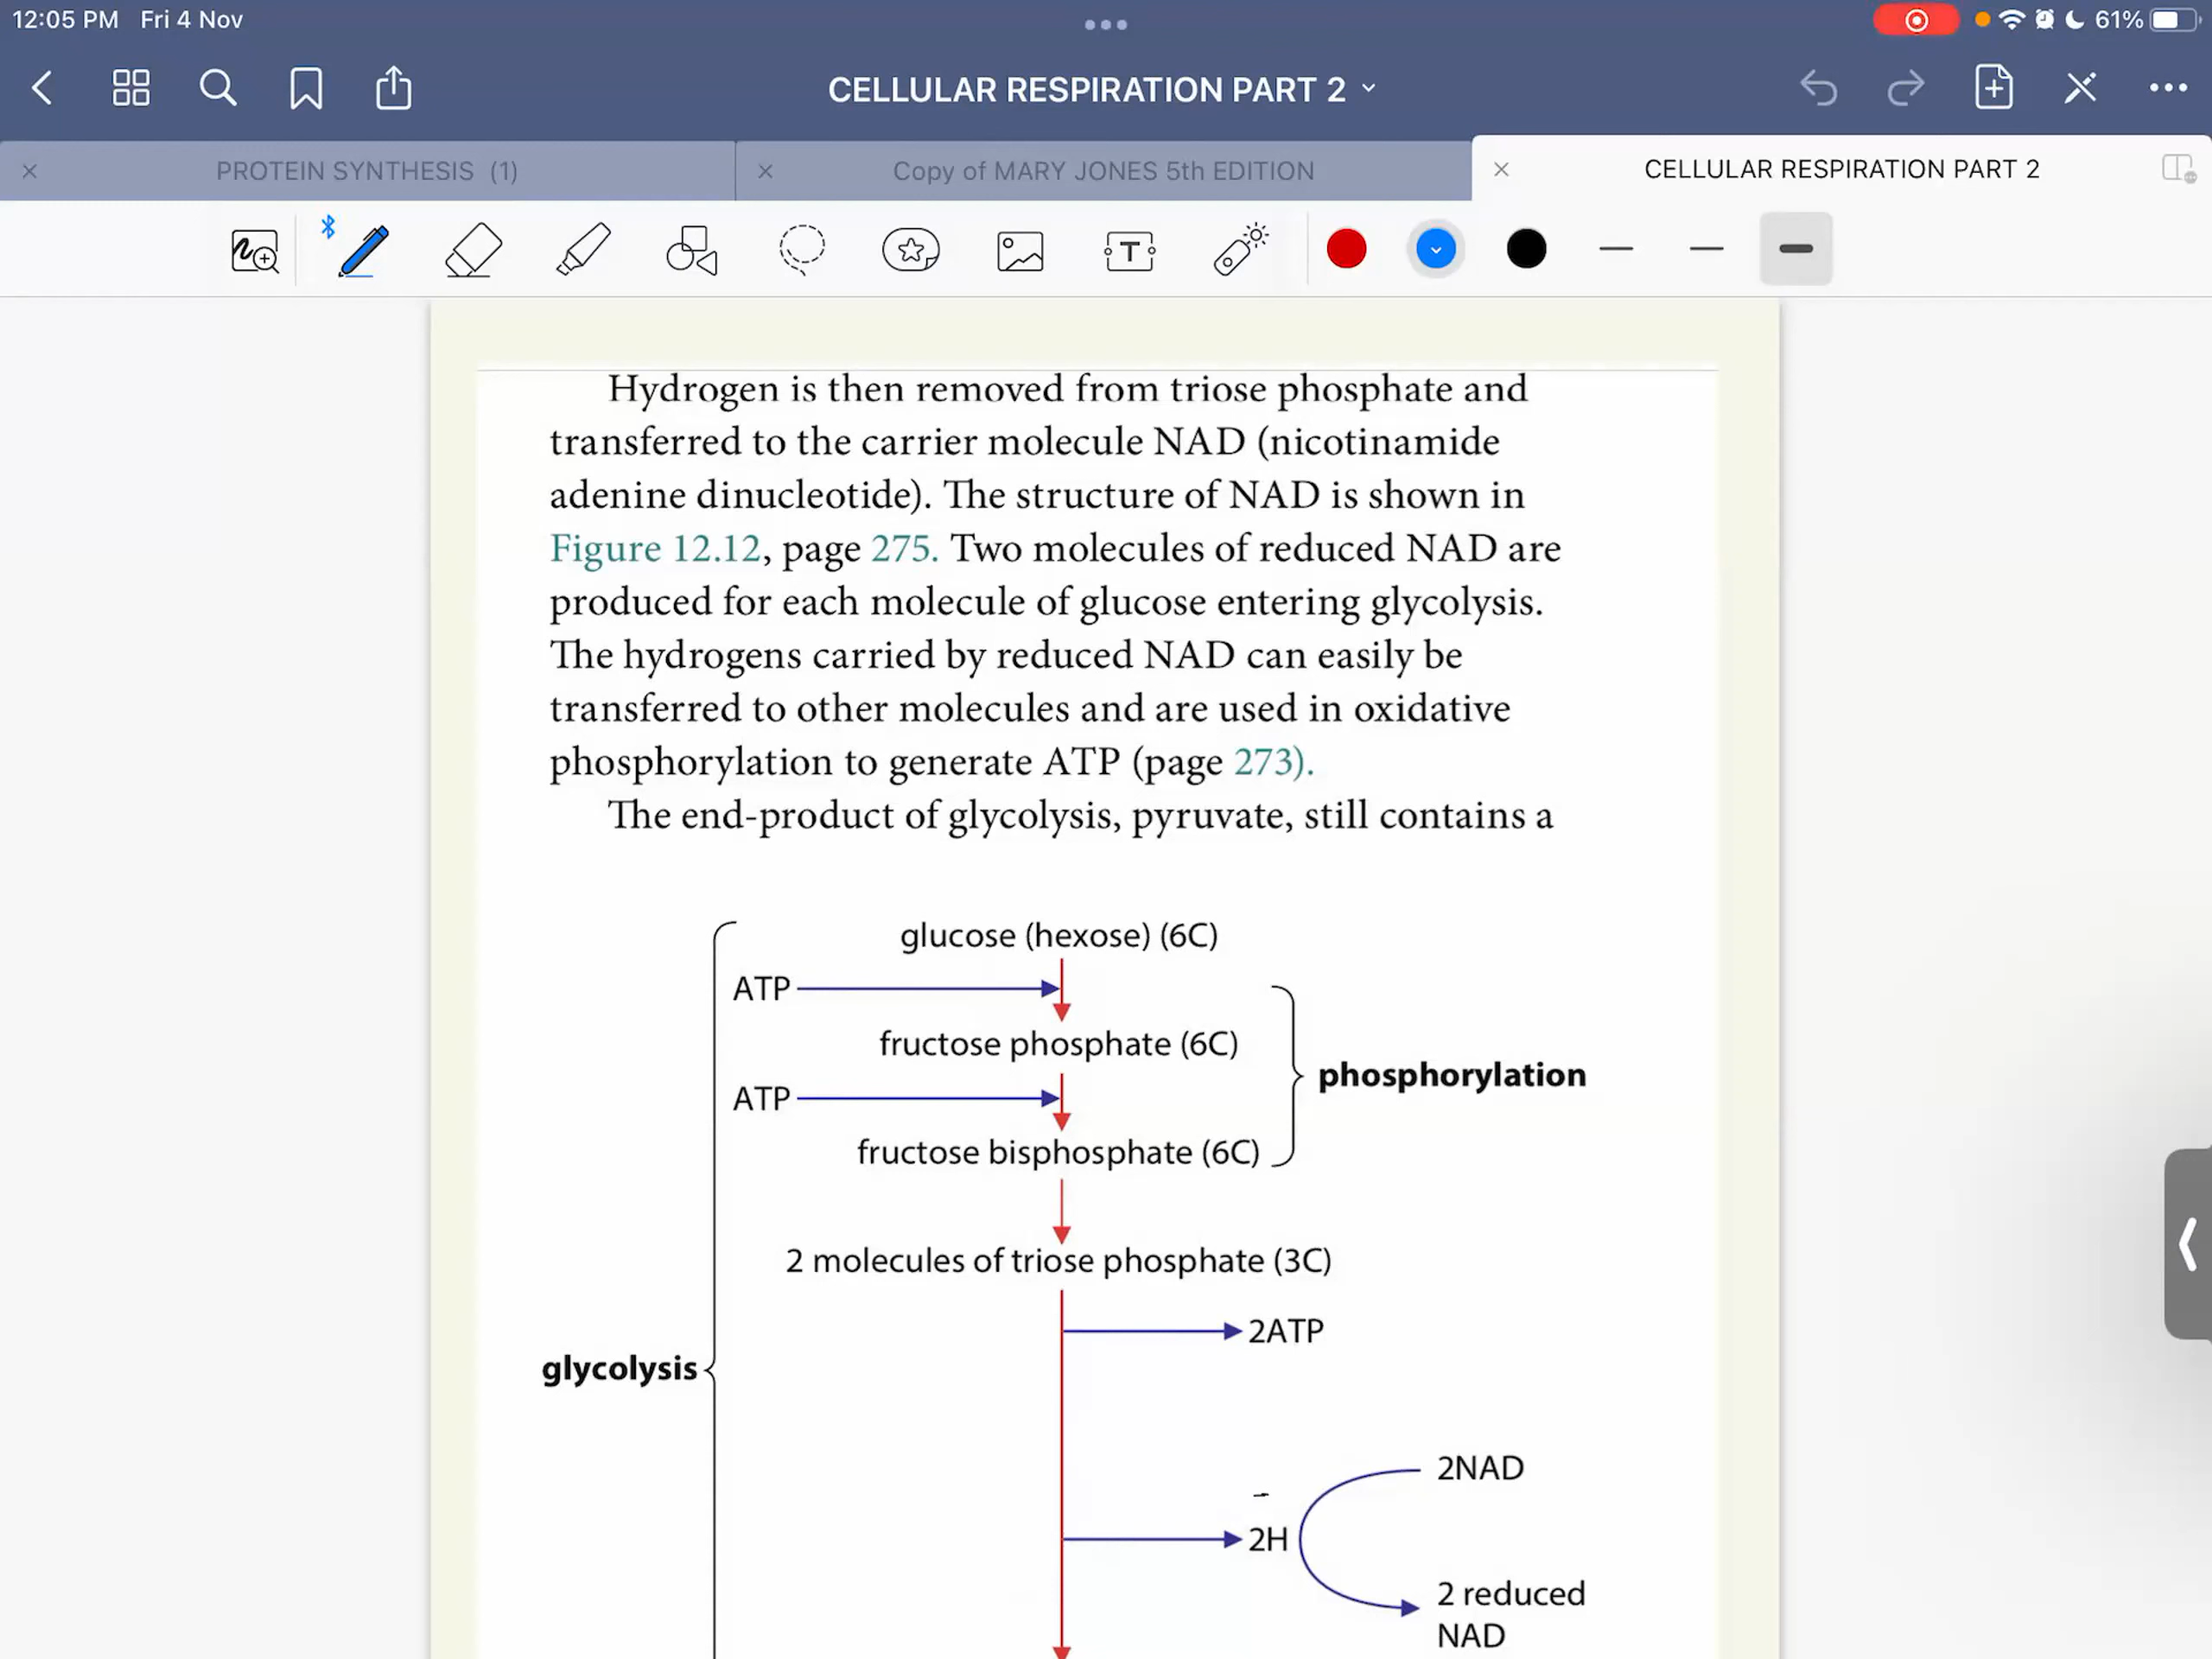 12:05 PM Fri 4 Nov
61%
CELLULAR RESPIRATION PART 2
PROTEIN SYNTHESIS (1)
Copy of MARY JONES 5th EDITION
CELLULAR RESPIRATION PART 2
T
Hydrogen is then removed from triose phosphate and
transferred to the carrier molecule NAD (nicotinamide
adenine dinucleotide). The structure of NAD is shown in
Figure 12.12, page 275. Two molecules of reduced NAD are
produced for each molecule of glucose entering glycolysis.
The hydrogens carried by reduced NAD can easily be
transferred to other molecules and are used in oxidative
phosphorylation to generate ATP (page 273).
The end-product of glycolysis, pyruvate, still contains a
glucose (hexose) (6C)
ATP
fructose phosphate (6C)
phosphorylation
ATP
fructose bisphosphate (6C)
2 molecules of triose phosphate (3C)
2ATP
glycolysis
2NAD
2H
2 reduced
NAD